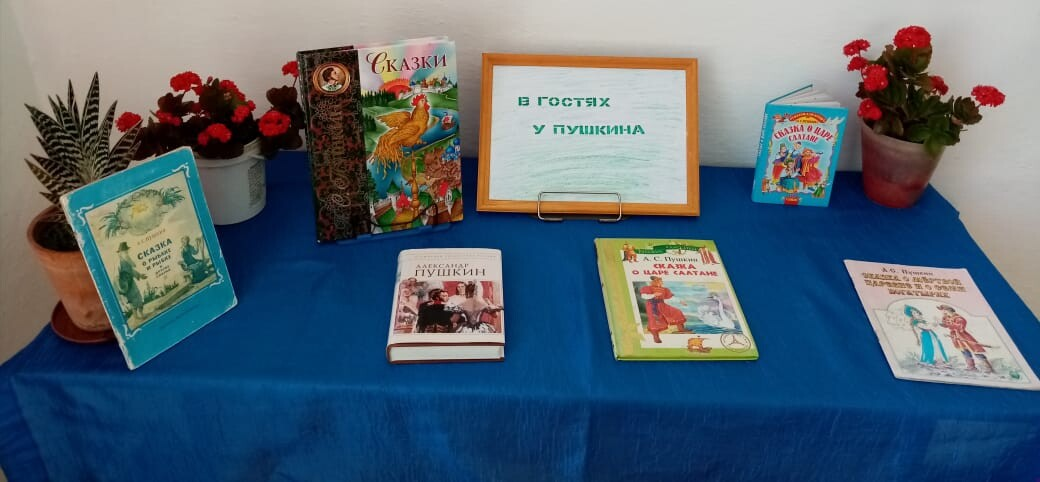 СКАЗКИ
В ГОСТЯХ
У ПУШКИНА
СКАЗКА О ЦАРЕ
САЛТАНЕ
А.С. ПУШКИН
СКАЗКА
О РЫБАКЕ
И РЫБКЕ
АЛЕКСАНДР
ПУШКИН
А. С. Пушкин
СКАЗКА
О ЦАРЕ САЛТАНЕ
А.С. Пушкин
СКАЗКА О МЁРТВОЙ
ЦАРЕВНЕ И О СЕМИ
БОГАТЫРЯХ